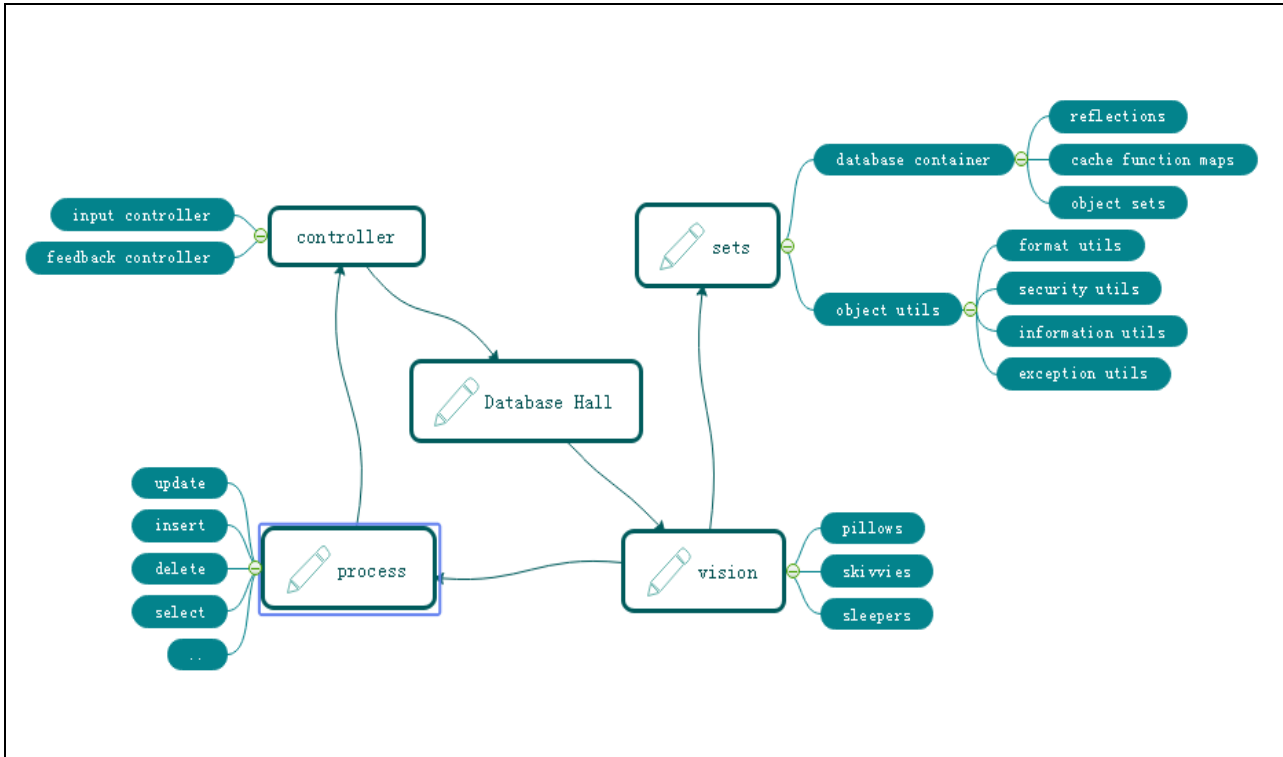 reflections
database container
cache function maps
object sets
input controller
controller
feedback controller
sets
format utils
security utils
object utils
information utils
exception utils
Database Hall
update
insert
process
delete
select
..
vision
pillows
skivvies
sleepers